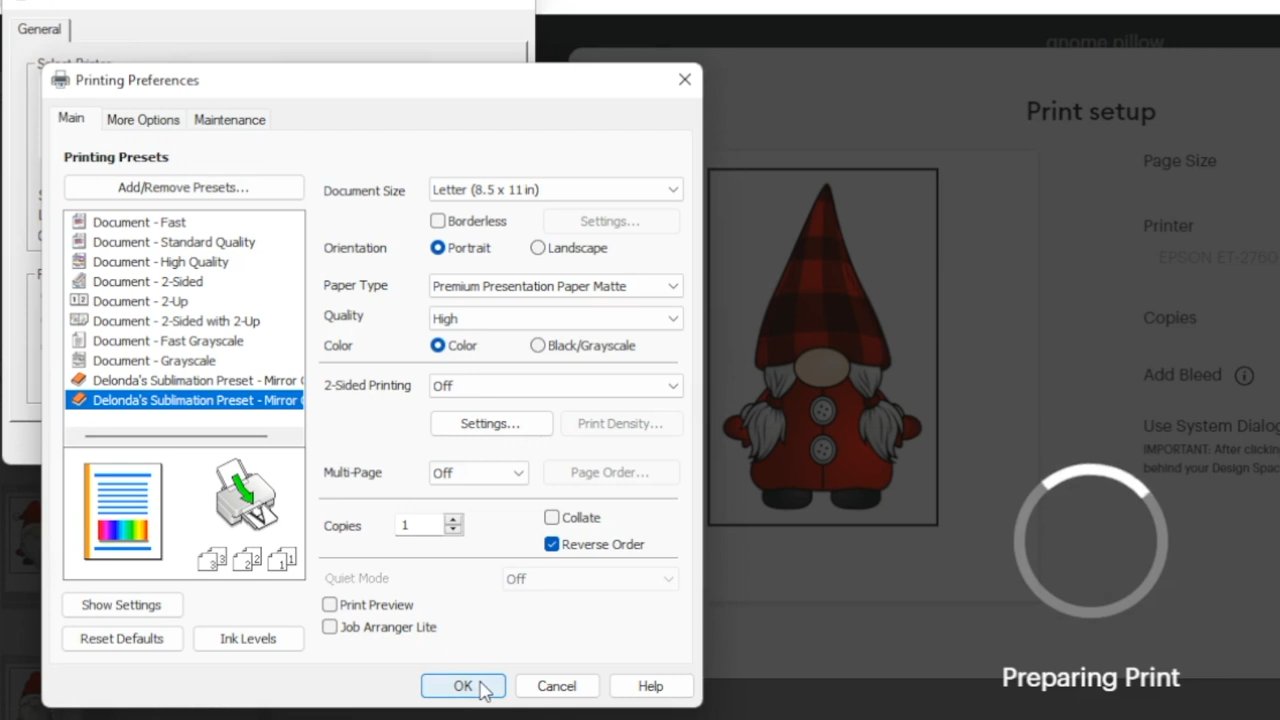 General
Select Printer
Printing Preferences
Main
More Options
Maintenance
Printing Presets
Add/Remove Presets...
Document - Fast
Document - Standard Quality
Document - High Quality
Document - 2-Sided
Document - 2-Up
Document - 2-Sided with 2-Up
Document - Fast Grayscale
Document - Grayscale
Delonda's Sublimation Preset - Mirror
Delonda's Sublimation Preset - Mirror
Show Settings
Reset Defaults
Ink Levels
Document Size
Letter (8.5 x 11 in)
Borderless
Settings...
Orientation
Portrait
Landscape
Paper Type
Premium Presentation Paper Matte
Quality
High
Color
Color
Black/Grayscale
2-Sided Printing
Off
Settings...
Print Density...
Multi-Page
Off
Page Order...
Copies
1
Collate
Reverse Order
Quiet Mode
Off
Print Preview
Job Arranger Lite
OK
Cancel
Help
gnome pillow
Print setup
Page Size
Printer
EPSON ET-2760
Copies
Add Bleed
Use System Dialog
IMPORTANT: After clicking
behind your Design Spac
Preparing Print